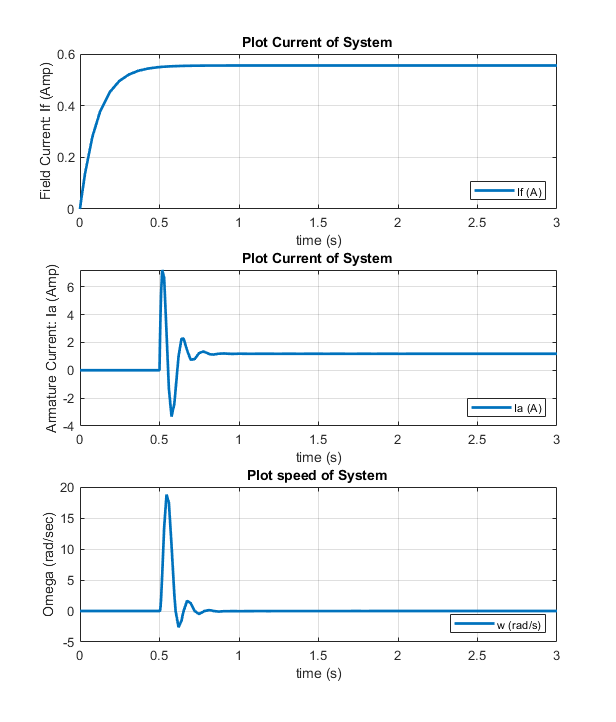 Plot Current of System
Field Current: If (Amp)
0.6
0.4
0.2
0
If (A)
0 0.5 1 1.5 2 2.5 3
time (s)
Plot Current of System
Armature Current: Ia (Amp)
6
4
2
0
-2
-4
Ia (A)
0 0.5 1 1.5 2 2.5 3
time (s)
Plot speed of System
Omega (rad/sec)
20
15
10
5
0
-5
w (rad/s)
0 0.5 1 1.5 2 2.5 3
time (s)